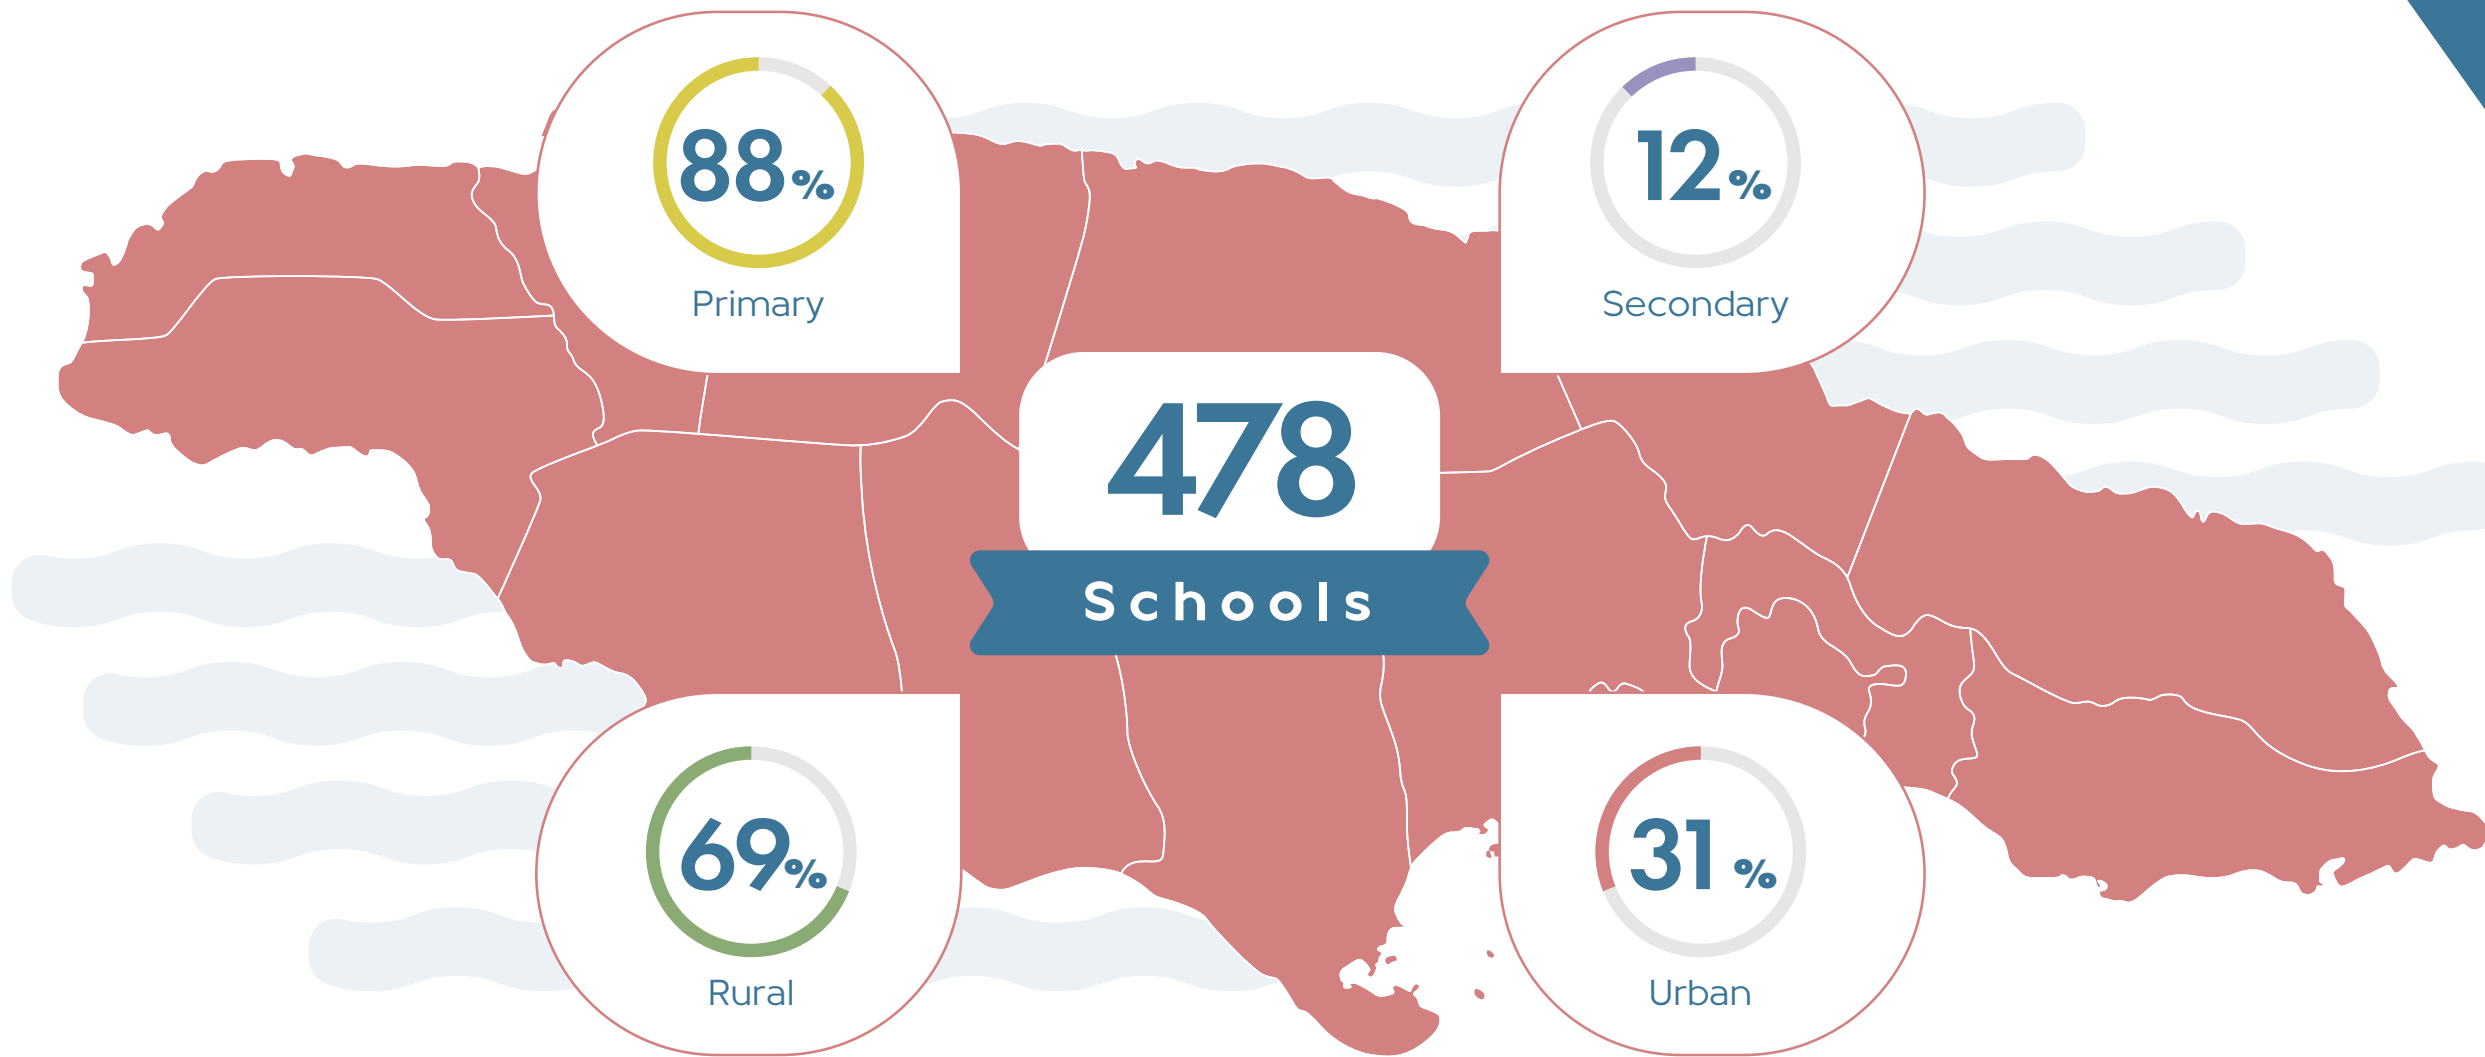 88%
Primary
12%
Secondary
478
Schools
69%
Rural
31 %
Urban